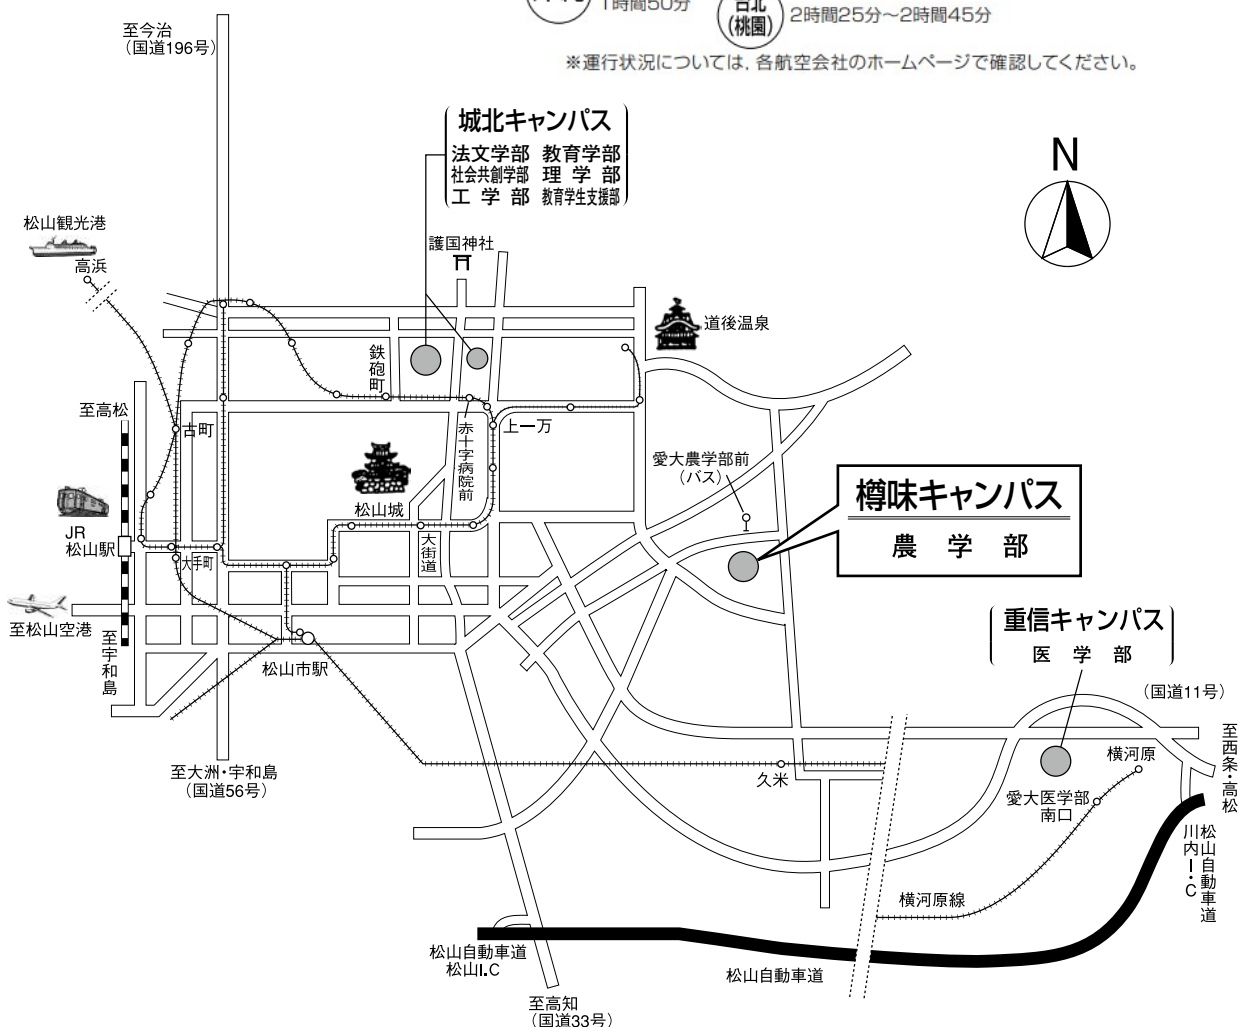 1時間50分
台北
(桃園)
2時間25分～2時間45分
※運行状況については、各航空会社のホームページで確認してください。
至今治
(国道196号)
城北キャンパス
法文学部 教育学部
社会共創学部 理学部
工学部 教育学生支援部
N
松山観光港
高浜
護国神社
道後温泉
鉄砲町
至高松
古町
赤十字病院前
上一万
愛大農学部前
(バス)
樽味キャンパス
農学部
松山城
JR
松山駅
大手町
大街道
至松山空港
至宇和島
松山市駅
重信キャンパス
医学部
(国道11号)
至西条・高松
横河原
至大洲・宇和島
(国道56号)
久米
愛大医学部
南口
松山自動車道
川内I・C
横河原線
松山自動車道
松山I.C
松山自動車道
至高知
(国道33号)